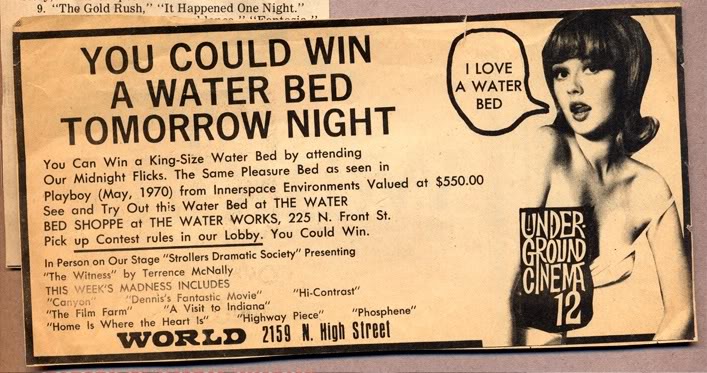 9. "The Gold Rush," "It Happened One Night."
YOU COULD WIN
A WATER BED
TOMORROW NIGHT
You Can Win a King-Size Water Bed by attending
Our Midnight Flicks. The Same Pleasure Bed as seen in
Playboy (May, 1970) from Innerspace Environments Valued at $550.00
See and Try Out this Water Bed at THE WATER
BED SHOPPE at THE WATER WORKS, 225 N. Front St.
Pick up Contest rules in our Lobby. You Could Win.
In Person on Our Stage "Strollers Dramatic Society" Presenting
"The Witness" by Terrence McNally
THIS WEEK'S MADNESS INCLUDES
"Canyon" "Dennis's Fantastic Movie" "Hi-Contrast"
"The Film Farm" "A Visit to Indiana"
"Home Is Where the Heart Is" "Highway Piece" "Phosphene"
WORLD 2159 N. High Street
I LOVE
A WATER
BED
UNDER-
GROUND
CINEMA
12